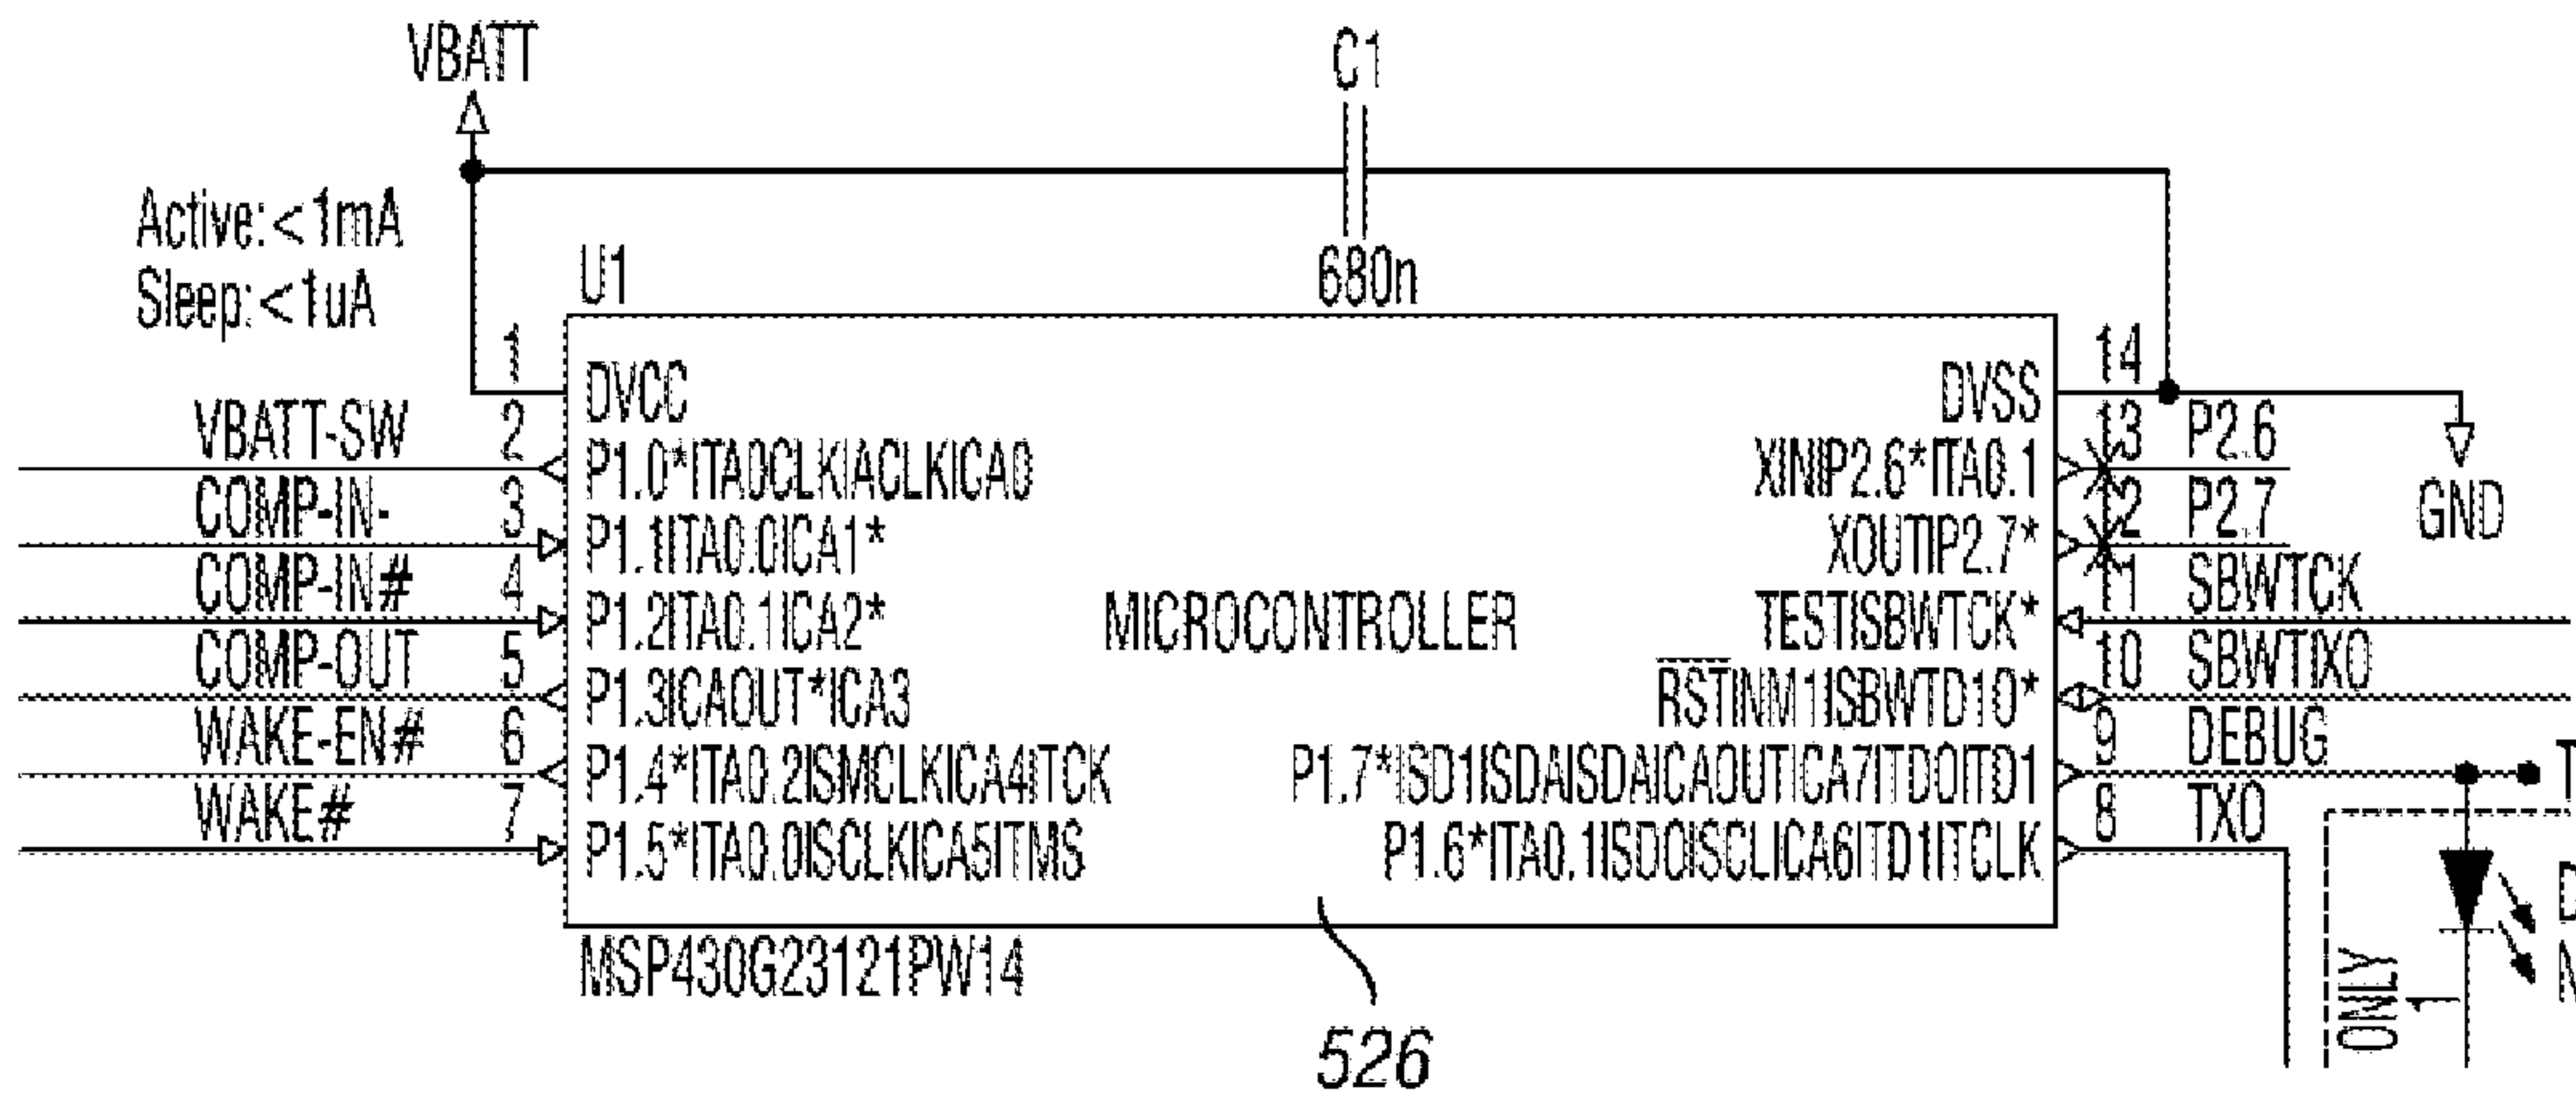 VBATT
C1
680n
Active:<1mA
Sleep:<1uA
U1
1
DVCC
VBATT-SW 2 P1.0*ITA0CLKIACLKICA0
COMP-IN- 3 P1.1ITA0.0ICA1*
COMP-IN# 4 P1.2ITA0.1ICA2*
COMP-OUT 5 P1.3ICAOUT*ICA3
WAKE-EN# 6 P1.4*ITA0.2ISMCLKICA4ITCK
WAKE# 7 P1.5*ITA0.0ISCLKICA5ITMS
MICROCONTROLLER
14
DVSS
GND
XINIP2.6*ITA0.1 13 P2.6
XOUTIP2.7* 12 P2.7
TESTISBWTCK* 11 SBWTCK
RSTINM1ISBWTD1O* 10 SBWTIXO
P1.7*ISD1ISDAISDAICAOUTICA7ITDOITD1 9 DEBUG
P1.6*ITA0.1ISDOISCLICA6ITD1ITCLK 8 TXO
MSP430G23121PW14
526
ONLY
1
T
D
N